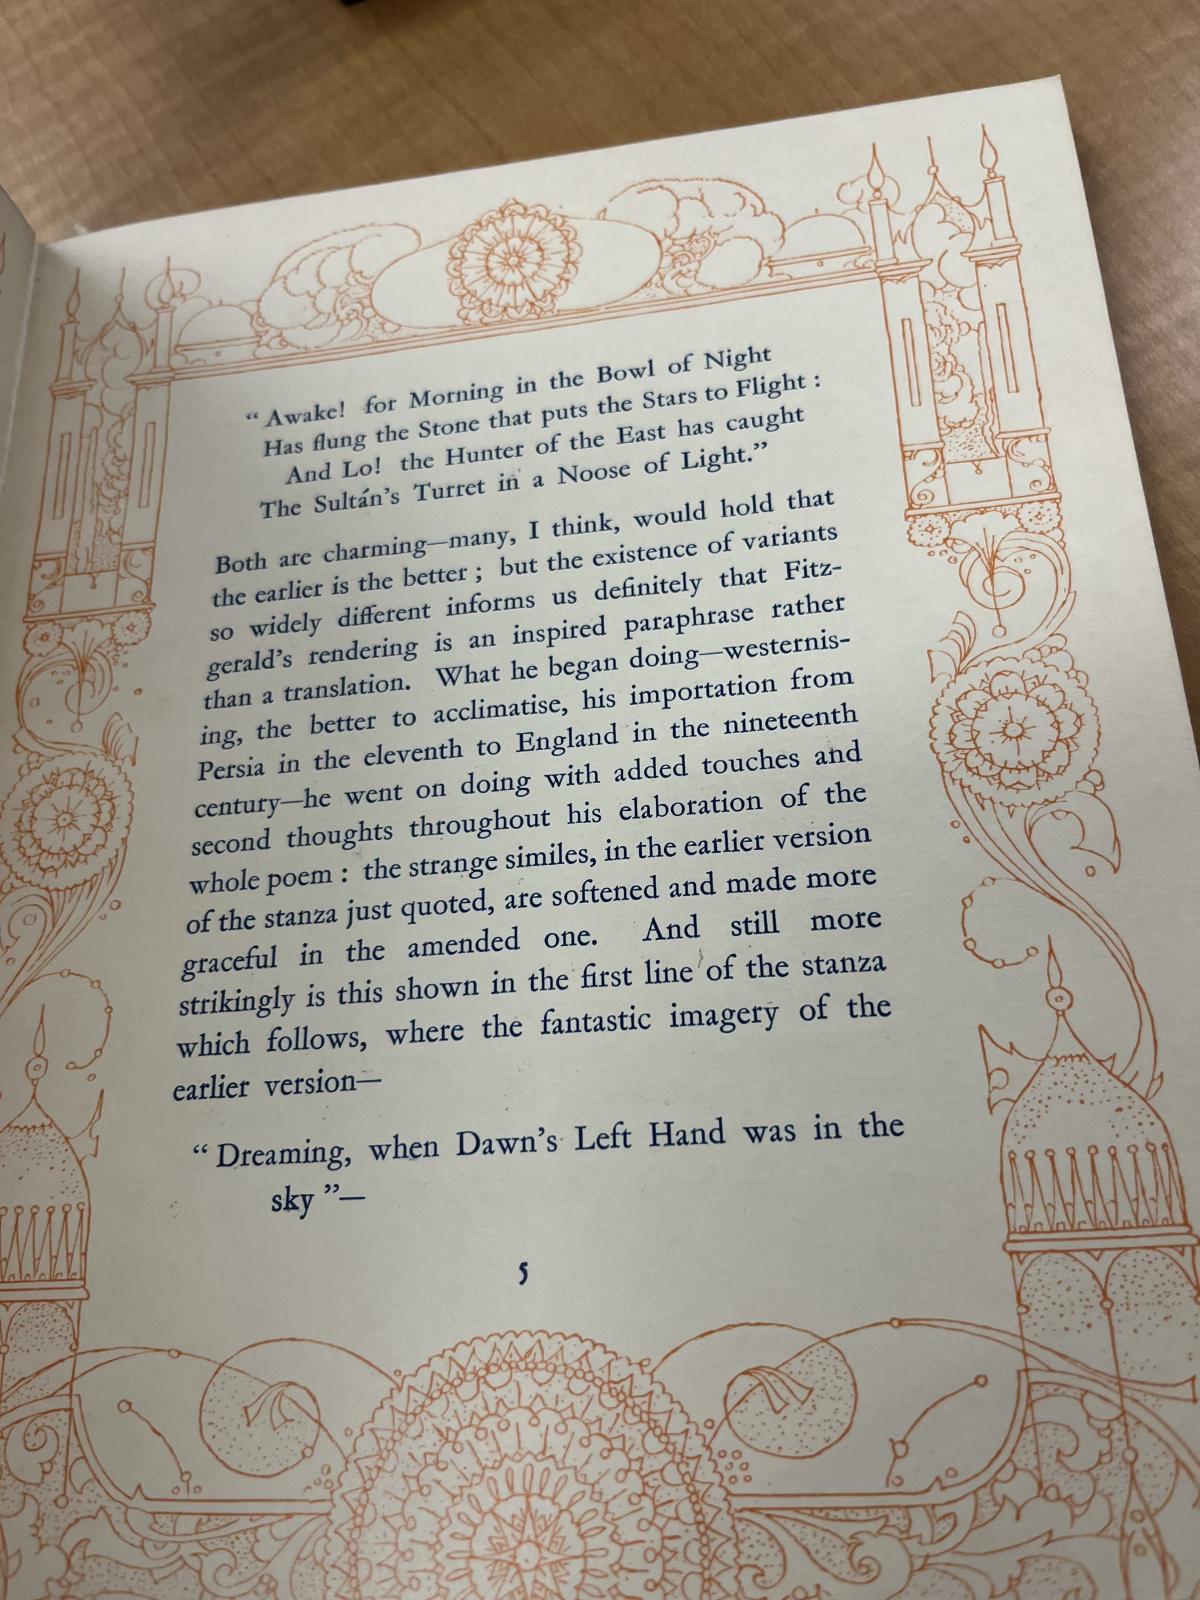 “ Awake! for Morning in the Bowl of Night
Has flung the Stone that puts the Stars to Flight :
And Lo! the Hunter of the East has caught
The Sultán’s Turret in a Noose of Light.”
Both are charming—many, I think, would hold that
the earlier is the better ; but the existence of variants
so widely different informs us definitely that Fitz-
gerald’s rendering is an inspired paraphrase rather
than a translation. What he began doing—westernis-
ing, the better to acclimatise, his importation from
Persia in the eleventh to England in the nineteenth
century—he went on doing with added touches and
second thoughts throughout his elaboration of the
whole poem : the strange similes, in the earlier version
of the stanza just quoted, are softened and made more
graceful in the amended one. And still more
strikingly is this shown in the first line of the stanza
which follows, where the fantastic imagery of the
earlier version—
“ Dreaming, when Dawn’s Left Hand was in the
sky ”—
5